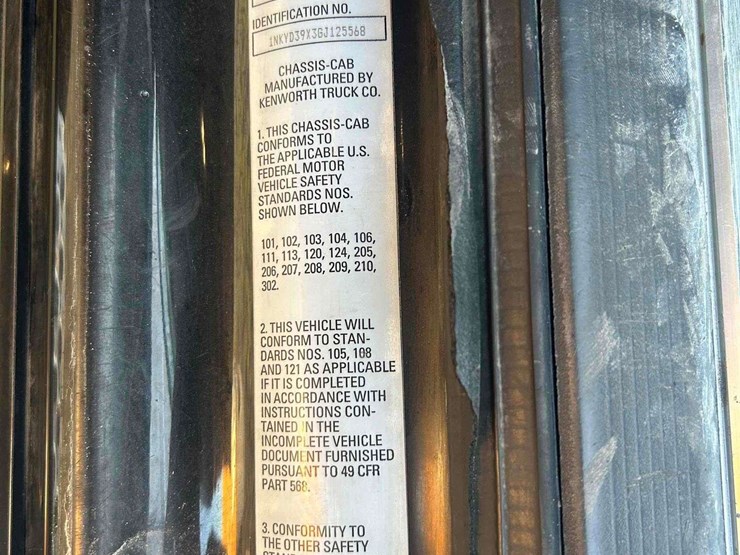 IDENTIFICATION NO.
1NKYD39X3GJ125568
CHASSIS-CAB
MANUFACTURED BY
KENWORTH TRUCK CO.
1. THIS CHASSIS-CAB
CONFORMS TO
THE APPLICABLE U.S.
FEDERAL MOTOR
VEHICLE SAFETY
STANDARDS NOS.
SHOWN BELOW.
101, 102, 103, 104, 106,
111, 113, 120, 124, 205,
206, 207, 208, 209, 210,
302.
2. THIS VEHICLE WILL
CONFORM TO STAN-
DARDS NOS. 105, 108
AND 121 AS APPLICABLE
IF IT IS COMPLETED
IN ACCORDANCE WITH
INSTRUCTIONS CON-
TAINED IN THE
INCOMPLETE VEHICLE
DOCUMENT FURNISHED
PURSUANT TO 49 CFR
PART 568.
3. CONFORMITY TO
THE OTHER SAFETY